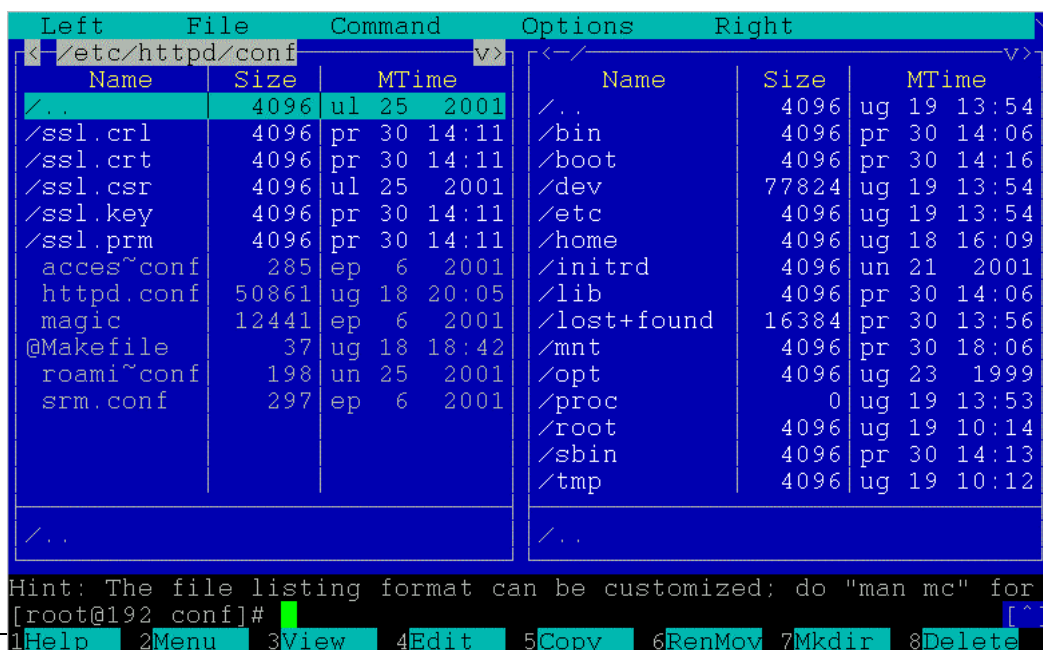 Left File Command Options Right
<─/etc/httpd/conf v> <─/ v>
Name Size MTime Name Size MTime
/.. 4096 ul 25 2001 /.. 4096 ug 19 13:54
/ssl.crl 4096 pr 30 14:11 /bin 4096 pr 30 14:06
/ssl.crt 4096 pr 30 14:11 /boot 4096 pr 30 14:16
/ssl.csr 4096 ul 25 2001 /dev 77824 ug 19 13:54
/ssl.key 4096 pr 30 14:11 /etc 4096 ug 19 13:54
/ssl.prm 4096 pr 30 14:11 /home 4096 ug 18 16:09
acces~conf 285 ep 6 2001 /initrd 4096 un 21 2001
httpd.conf 50861 ug 18 20:05 /lib 4096 pr 30 14:06
magic 12441 ep 6 2001 /lost+found 16384 pr 30 13:56
@Makefile 37 ug 18 18:42 /mnt 4096 pr 30 18:06
roami~conf 198 un 25 2001 /opt 4096 ug 23 1999
srm.conf 297 ep 6 2001 /proc 0 ug 19 13:53
/root 4096 ug 19 10:14
/sbin 4096 pr 30 14:13
/tmp 4096 ug 19 10:12
/.. /..
Hint: The file listing format can be customized; do "man mc" for
[root@192 conf]# [^]
1Help 2Menu 3View 4Edit 5Copy 6RenMov 7Mkdir 8Delete